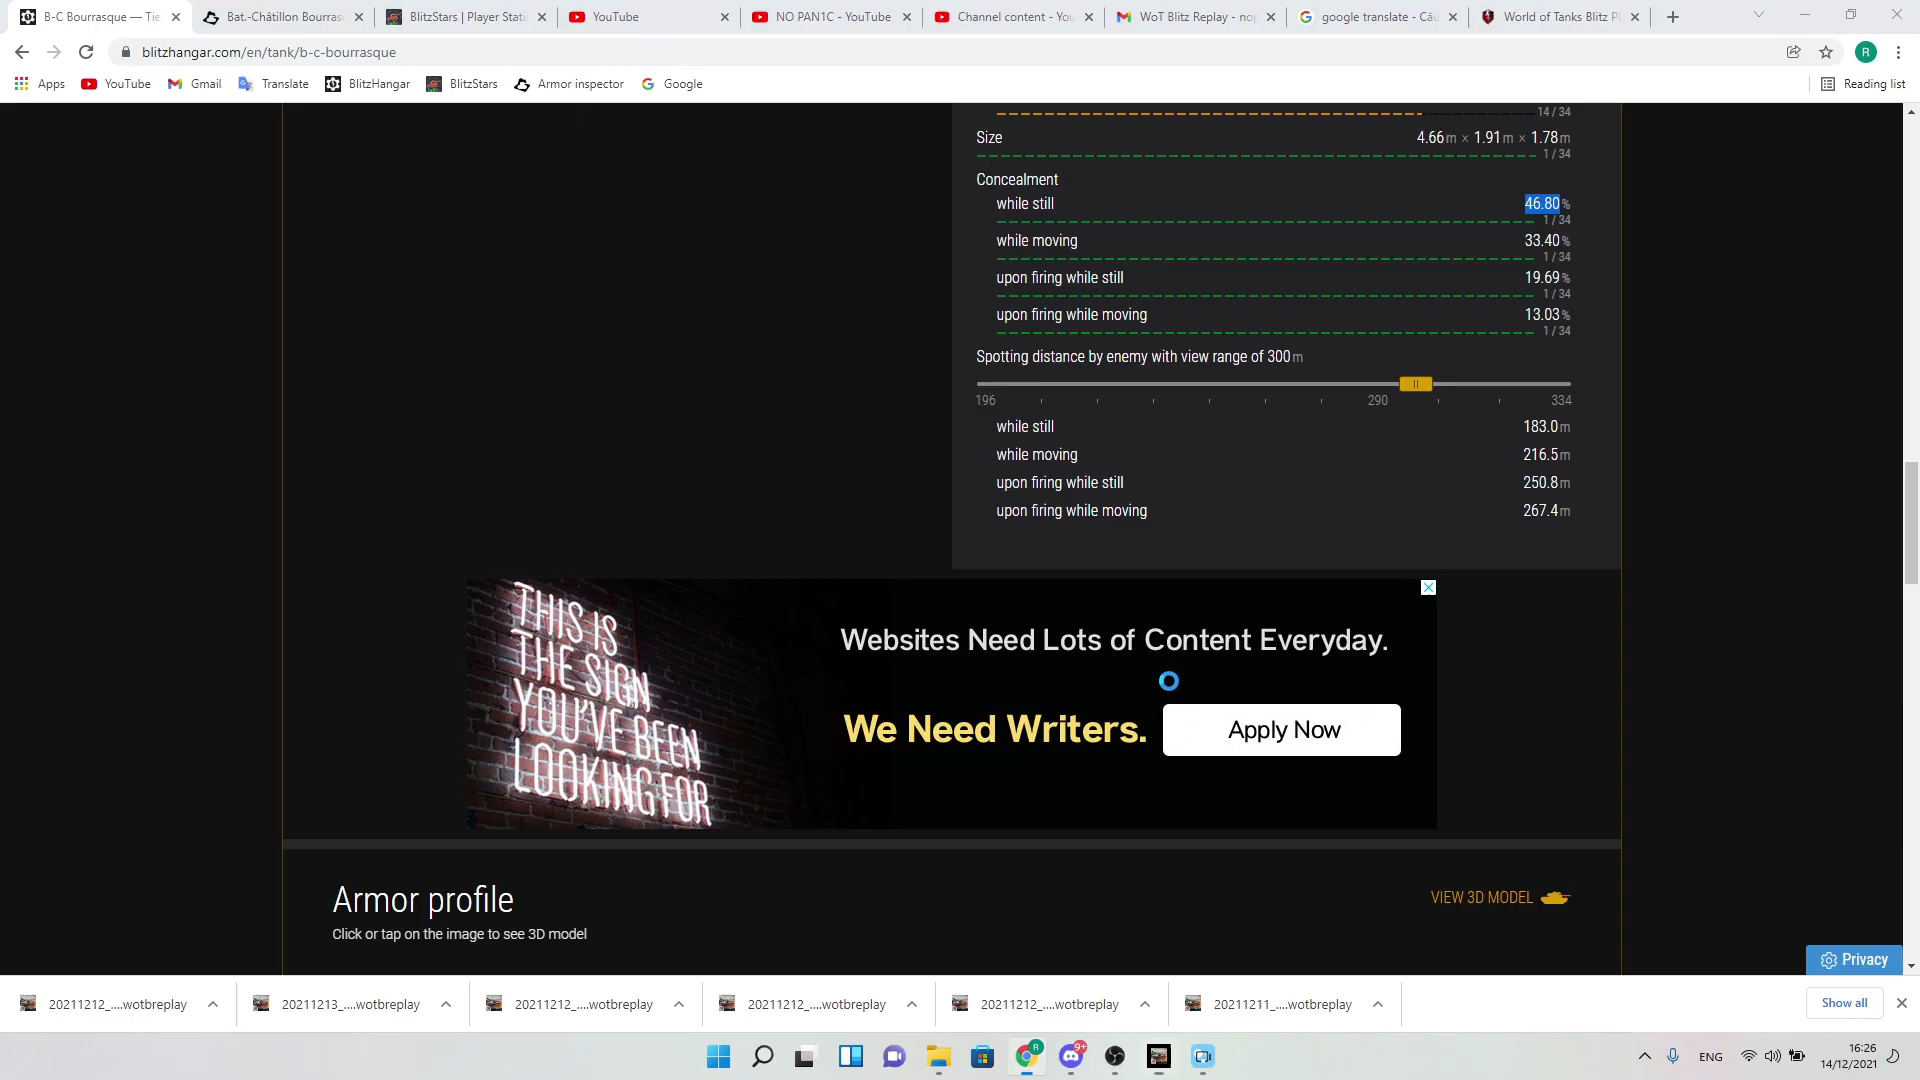 B-C Bourrasque — Tie
Bat.-Châtillon Bourras
BlitzStars | Player Stati
YouTube
NO PAN1C - YouTube
Channel content - You
WoT Blitz Replay - nop
google translate - Cău
World of Tanks Blitz Pl
blitzhangar.com/en/tank/b-c-bourrasque
R
Apps
YouTube
Gmail
Translate
BlitzHangar
BlitzStars
Armor inspector
Google
Reading list
14 / 34
Size 4.66 m × 1.91 m × 1.78 m
1 / 34
Concealment
while still 46.80 %
1 / 34
while moving 33.40 %
1 / 34
upon firing while still 19.69 %
1 / 34
upon firing while moving 13.03 %
1 / 34
Spotting distance by enemy with view range of 300 m
196 290 334
while still 183.0 m
while moving 216.5 m
upon firing while still 250.8 m
upon firing while moving 267.4 m
THIS IS
THE SIGN
YOU'VE BEEN
LOOKING FOR
Websites Need Lots of Content Everyday.
We Need Writers.
Apply Now
Armor profile
VIEW 3D MODEL
Click or tap on the image to see 3D model
Privacy
20211212_....wotbreplay
20211213_....wotbreplay
20211212_....wotbreplay
20211212_....wotbreplay
20211212_....wotbreplay
20211211_....wotbreplay
Show all
R
9+
ENG
16:26
14/12/2021